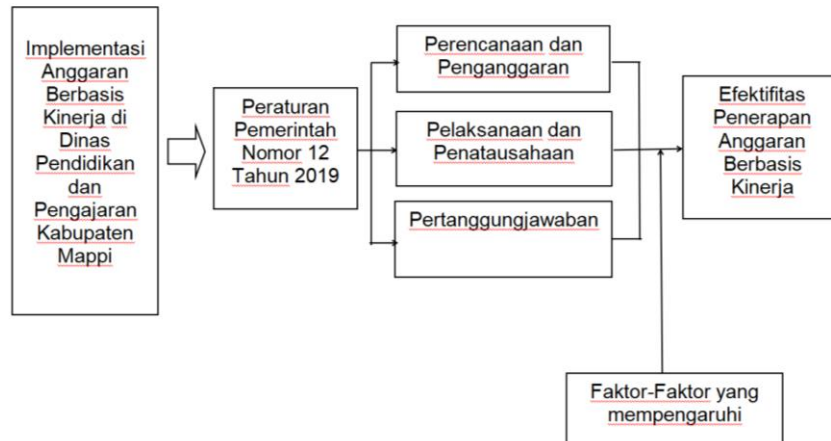 Implementasi
Anggaran
Berbasis
Kinerja di
Dinas
Pendidikan
dan
Pengajaran
Kabupaten
Mappi
Peraturan
Pemerintah
Nomor 12
Tahun 2019
Perencanaan dan
Penganggaran
Pelaksanaan dan
Penatausahaan
Pertanggungjawaban
Efektifitas
Penerapan
Anggaran
Berbasis
Kinerja
Faktor-Faktor yang
mempengaruhi